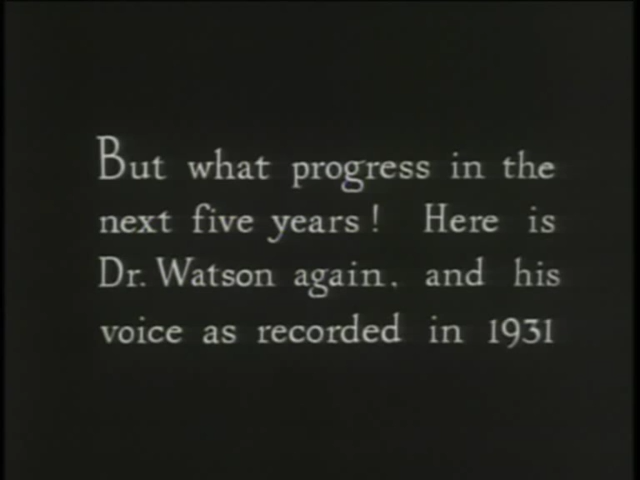 But what progress in the
next five years! Here is
Dr. Watson again, and his
voice as recorded in 1931